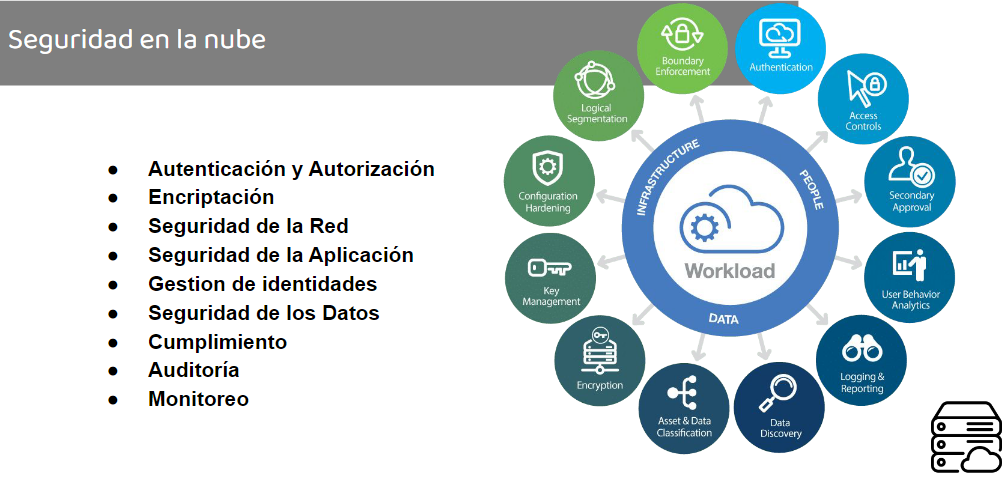 Seguridad en la nube
Autenticación y Autorización
Encriptación
Seguridad de la Red
Seguridad de la Aplicación
Gestion de identidades
Seguridad de los Datos
Cumplimiento
Auditoría
Monitoreo
Boundary
Enforcement
Authentication
Access
Controls
Secondary
Approval
User Behavior
Analytics
Logging &
Reporting
Data
Discovery
Asset & Data
Classification
Encryption
Key
Management
Configuration
Hardening
Logical
Segmentation
INFRASTRUCTURE
PEOPLE
DATA
Workload